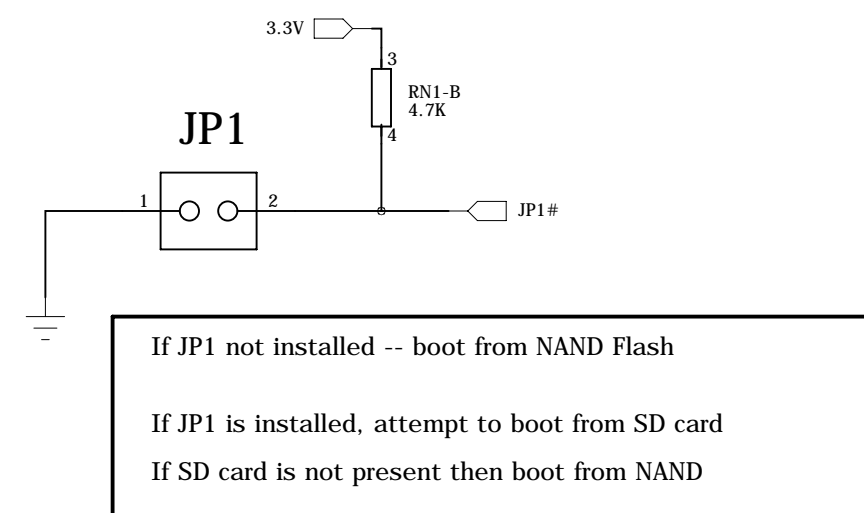 3.3V
3
RN1-B
4.7K
4
JP1
1
2
JP1#
If JP1 not installed -- boot from NAND Flash
If JP1 is installed, attempt to boot from SD card
If SD card is not present then boot from NAND